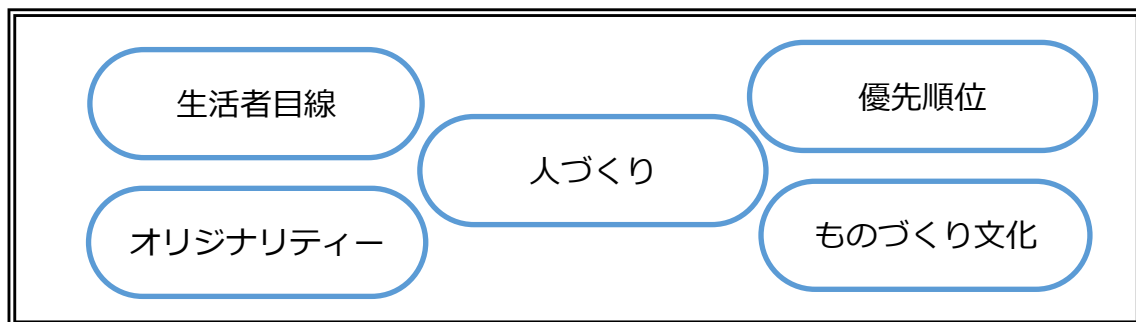 生活者目線
優先順位
人づくり
オリジナリティー
ものづくり文化